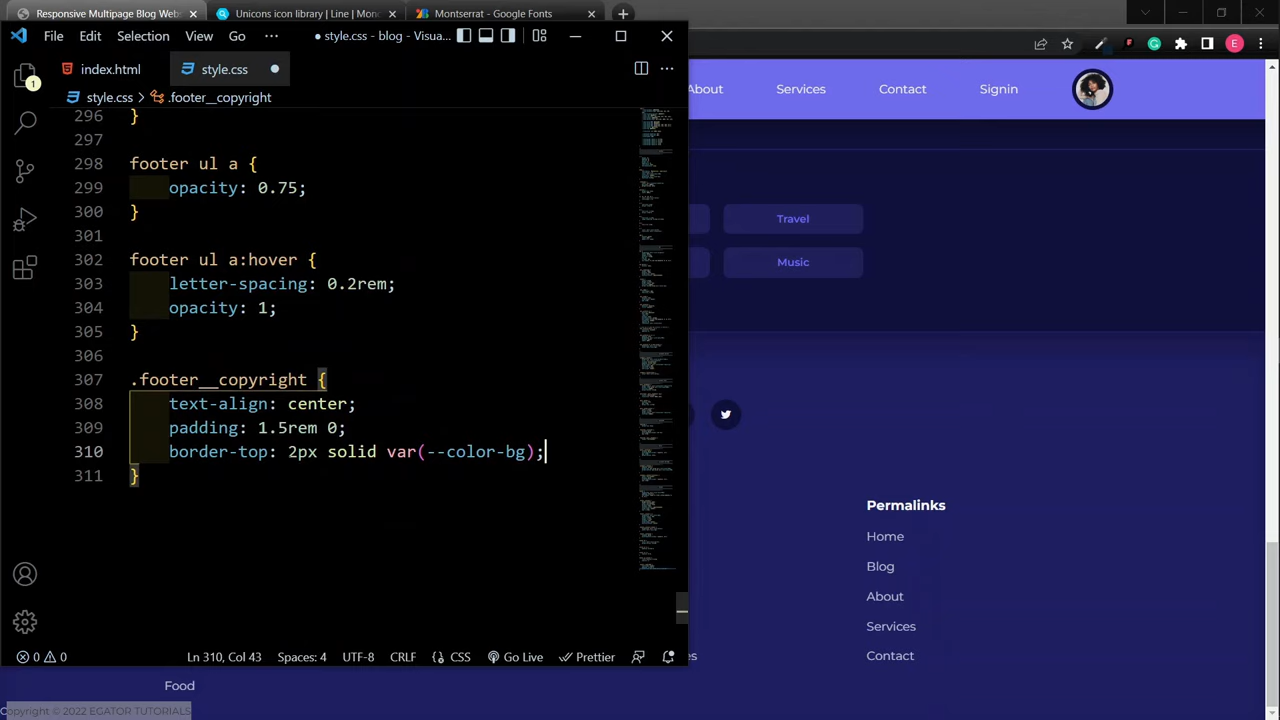 Responsive Multipage Blog Webs
Unicons icon library | Line | Mono
Montserrat - Google Fonts
File Edit Selection View Go ···
● style.css - blog - Visua...
E
index.html
style.css ●
style.css > .footer__copyright
1
About Services Contact Signin
296 }
297
298 footer ul a {
299 opacity: 0.75;
300 }
301
302 footer ul a:hover {
303 letter-spacing: 0.2rem;
304 opacity: 1;
305 }
306
307 .footer__copyright {
308 text-align: center;
309 padding: 1.5rem 0;
310 border-top: 2px solid var(--color-bg);
311 }
Travel
Music
Permalinks
Home
Blog
About
Services
Contact
0 0
Ln 310, Col 43 Spaces: 4 UTF-8 CRLF CSS Go Live Prettier
Food
Copyright © 2022 EGATOR TUTORIALS